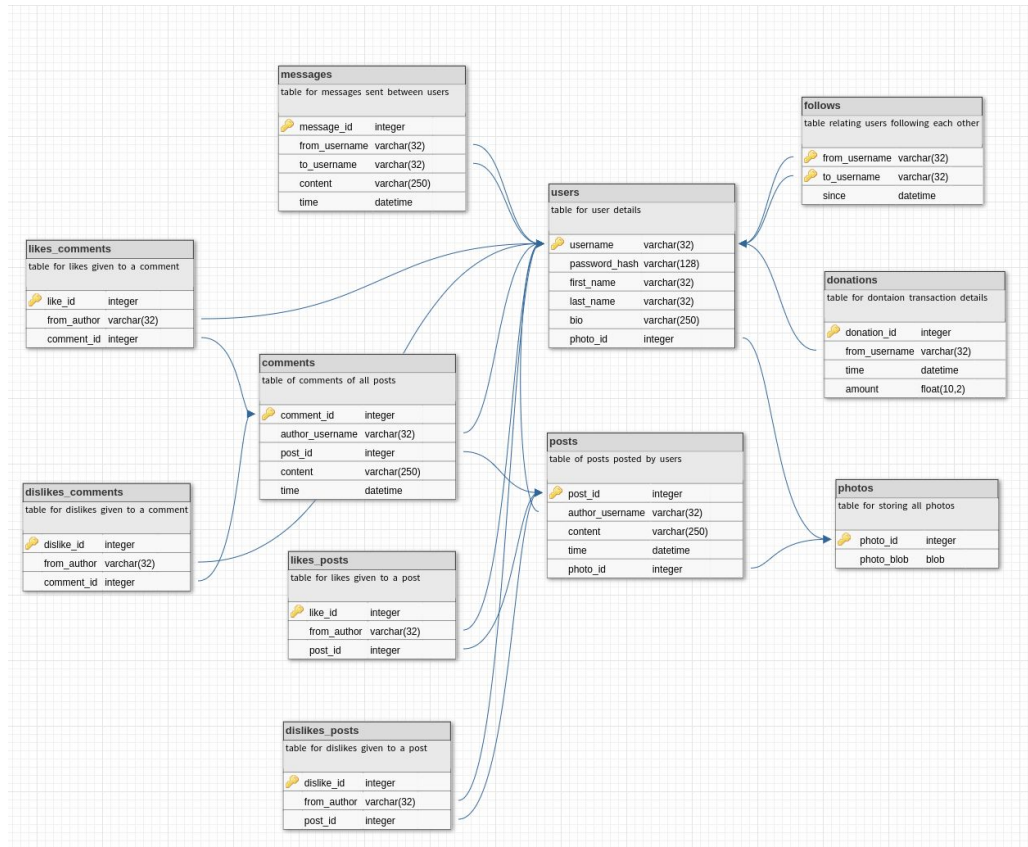 messages
table for messages sent between users
message_id integer
from_username varchar(32)
to_username varchar(32)
content varchar(250)
time datetime
follows
table relating users following each other
from_username varchar(32)
to_username varchar(32)
since datetime
users
table for user details
username varchar(32)
password_hash varchar(128)
first_name varchar(32)
last_name varchar(32)
bio varchar(250)
photo_id integer
likes_comments
table for likes given to a comment
like_id integer
from_author varchar(32)
comment_id integer
donations
table for dontaion transaction details
donation_id integer
from_username varchar(32)
time datetime
amount float(10,2)
comments
table of comments of all posts
comment_id integer
author_username varchar(32)
post_id integer
content varchar(250)
time datetime
posts
table of posts posted by users
post_id integer
author_username varchar(32)
content varchar(250)
time datetime
photo_id integer
dislikes_comments
table for dislikes given to a comment
dislike_id integer
from_author varchar(32)
comment_id integer
photos
table for storing all photos
photo_id integer
photo_blob blob
likes_posts
table for likes given to a post
like_id integer
from_author varchar(32)
post_id integer
dislikes_posts
table for dislikes given to a post
dislike_id integer
from_author varchar(32)
post_id integer